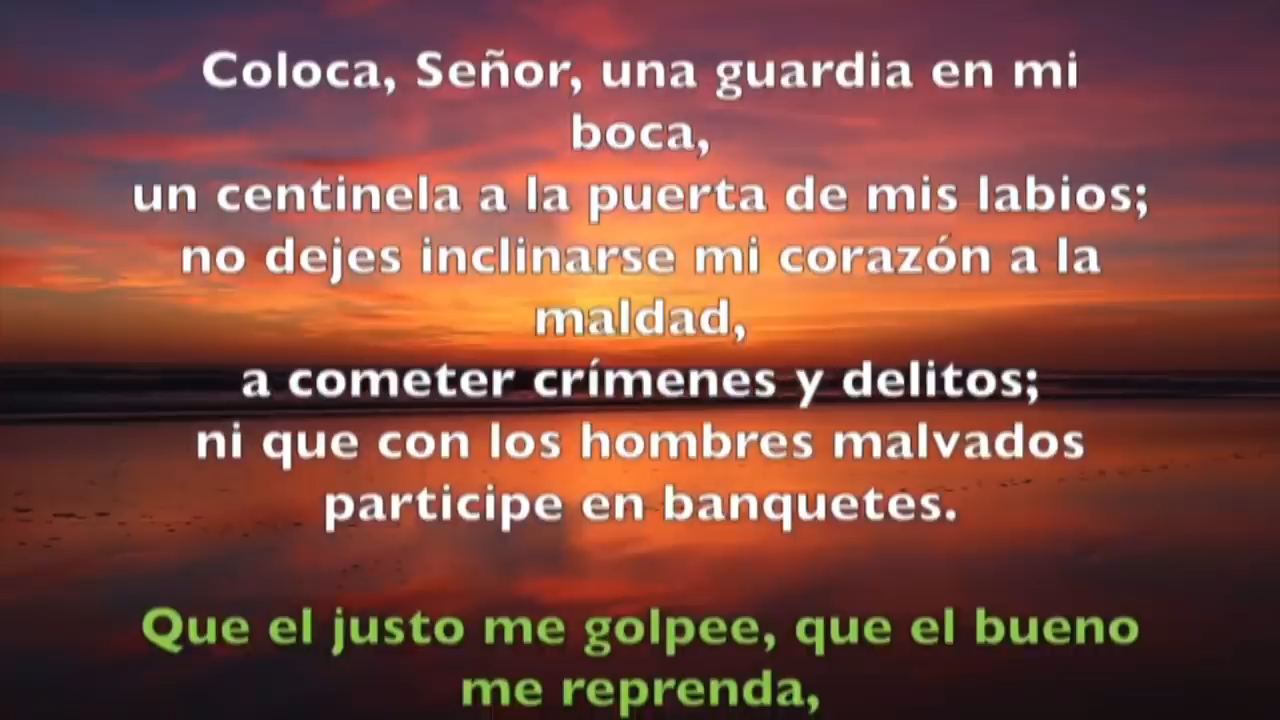 Coloca, Señor, una guardia en mi
boca,
un centinela a la puerta de mis labios;
no dejes inclinarse mi corazón a la
maldad,
a cometer crímenes y delitos;
ni que con los hombres malvados
participe en banquetes.
Que el justo me golpee, que el bueno
me reprenda,